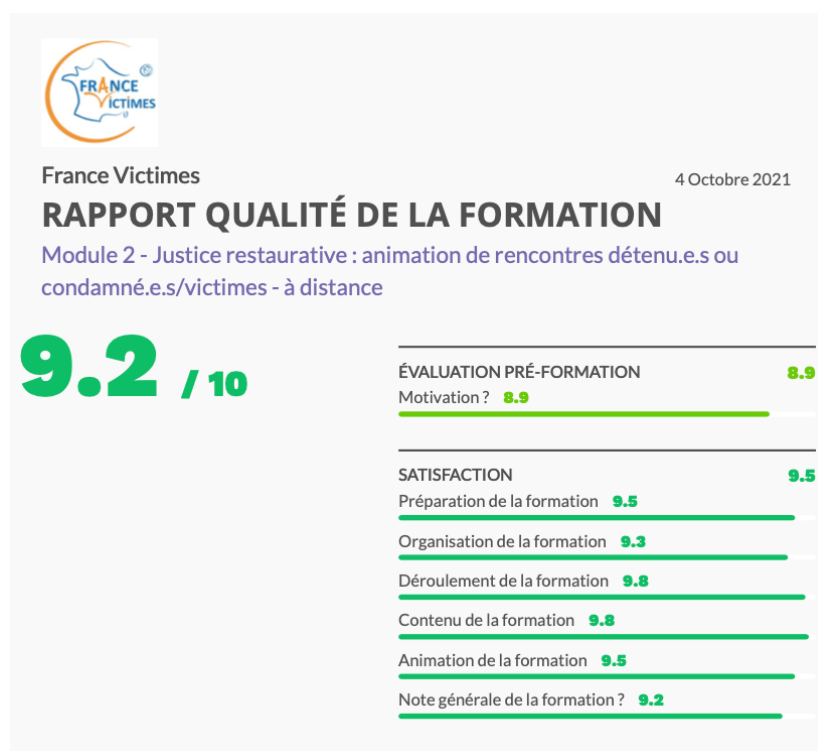 FRANCE
VICTIMES
France Victimes
4 Octobre 2021
RAPPORT QUALITÉ DE LA FORMATION
Module 2 - Justice restaurative : animation de rencontres détenu.e.s ou
condamné.e.s/victimes - à distance
9.2 / 10
ÉVALUATION PRÉ-FORMATION 8.9
Motivation ? 8.9
SATISFACTION 9.5
Préparation de la formation 9.5
Organisation de la formation 9.3
Déroulement de la formation 9.8
Contenu de la formation 9.8
Animation de la formation 9.5
Note générale de la formation ? 9.2